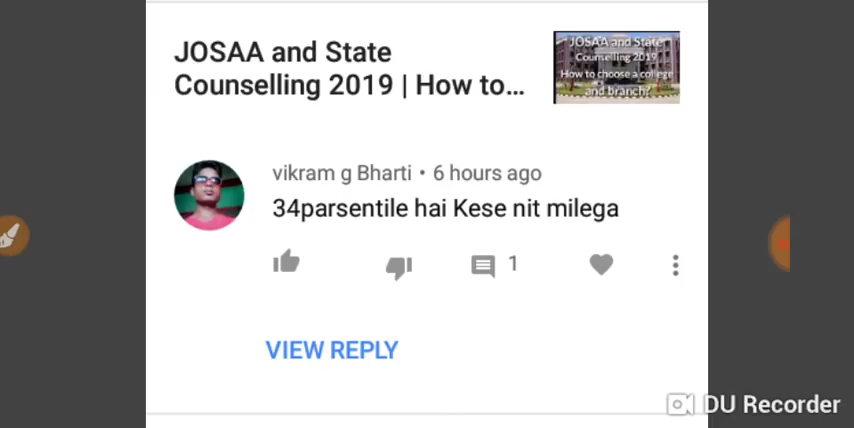 JOSAA and State
Counselling 2019 | How to...
JOSAA and State
Counselling 2019
How to choose a college
and branch?
vikram g Bharti • 6 hours ago
34parsentile hai Kese nit milega
1
VIEW REPLY
DU Recorder